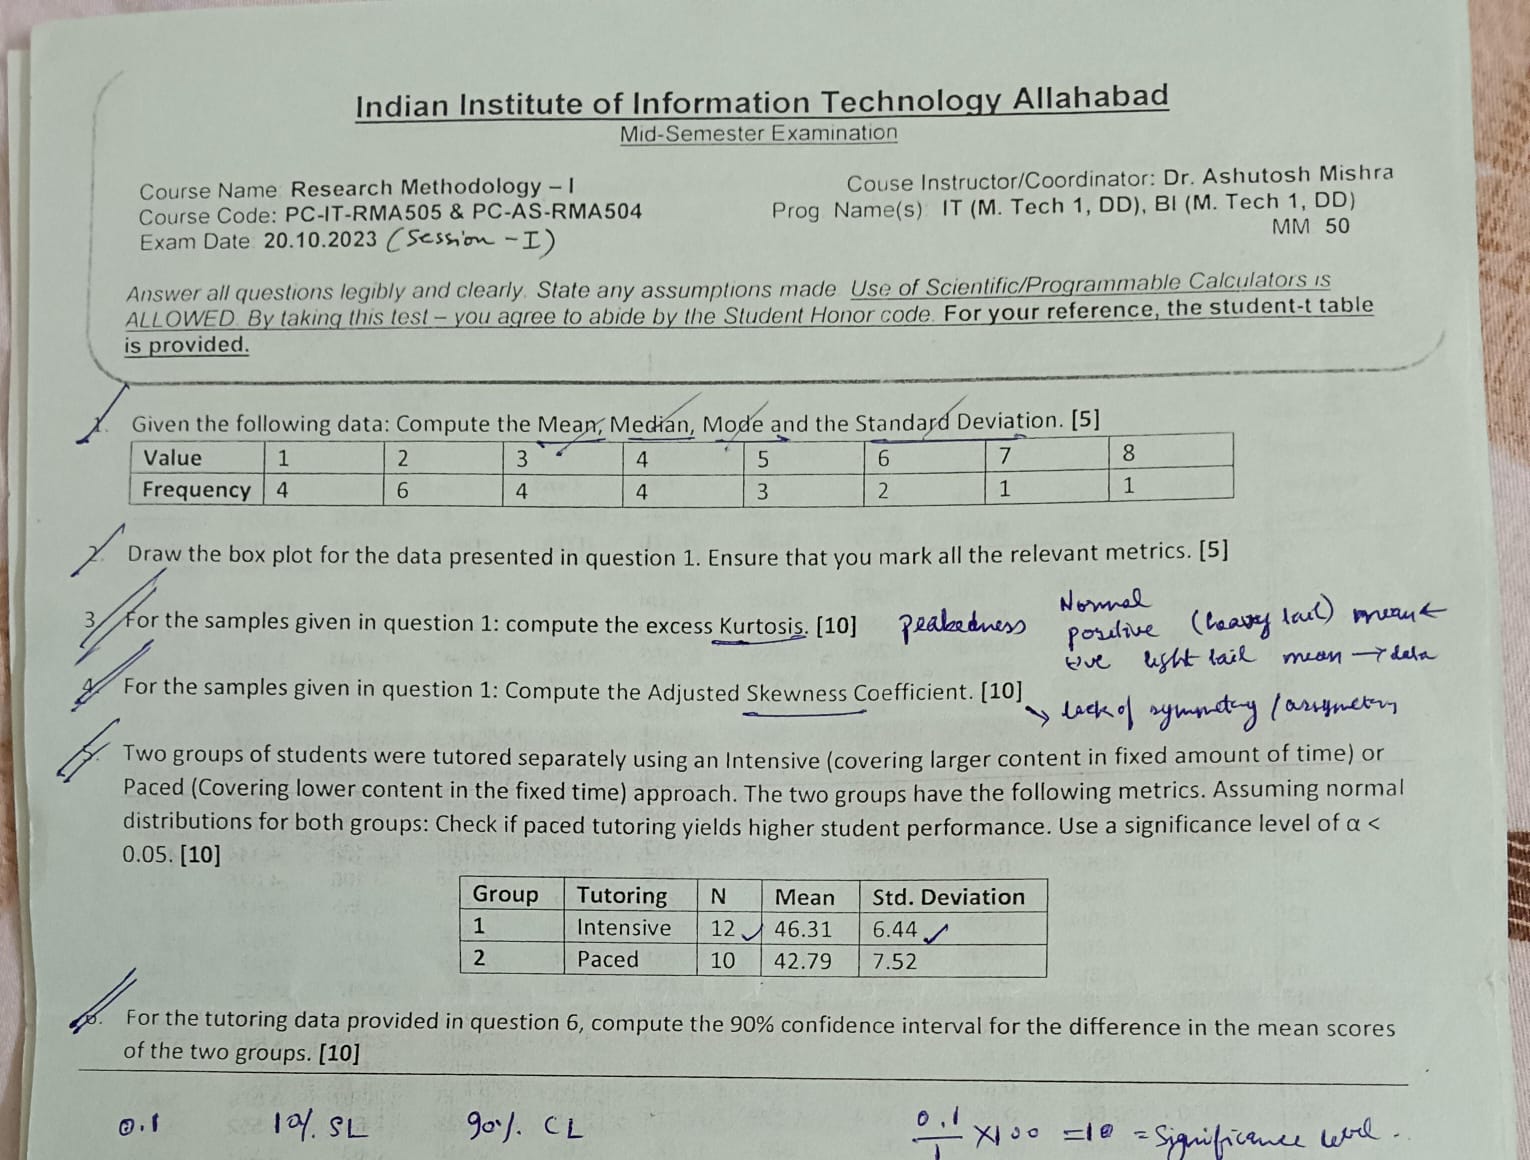 Indian Institute of Information Technology Allahabad
Mid-Semester Examination
Course Name: Research Methodology – I
Couse Instructor/Coordinator: Dr. Ashutosh Mishra
Course Code: PC-IT-RMA505 & PC-AS-RMA504
Prog Name(s): IT (M. Tech 1, DD), BI (M. Tech 1, DD)
Exam Date: 20.10.2023 (Session - I)
MM 50
Answer all questions legibly and clearly. State any assumptions made. Use of Scientific/Programmable Calculators is
ALLOWED. By taking this test – you agree to abide by the Student Honor code. For your reference, the student-t table
is provided.
1. Given the following data: Compute the Mean, Median, Mode and the Standard Deviation. [5]
Value 1 2 3 4 5 6 7 8
Frequency 4 6 4 4 3 2 1 1
2. Draw the box plot for the data presented in question 1. Ensure that you mark all the relevant metrics. [5]
3. For the samples given in question 1: compute the excess Kurtosis. [10]
Peakedness
Normal
positive (heavy tail) mean ←
+ve light tail mean → data
4. For the samples given in question 1: Compute the Adjusted Skewness Coefficient. [10]
→ lack of symmetry / assymetry
5. Two groups of students were tutored separately using an Intensive (covering larger content in fixed amount of time) or
Paced (Covering lower content in the fixed time) approach. The two groups have the following metrics. Assuming normal
distributions for both groups: Check if paced tutoring yields higher student performance. Use a significance level of α <
0.05. [10]
Group Tutoring N Mean Std. Deviation
1 Intensive 12 46.31 6.44
2 Paced 10 42.79 7.52
6. For the tutoring data provided in question 6, compute the 90% confidence interval for the difference in the mean scores
of the two groups. [10]
0.1 10%. SL 90%. CL 0.1/1 ×100 =10 = Significance level.